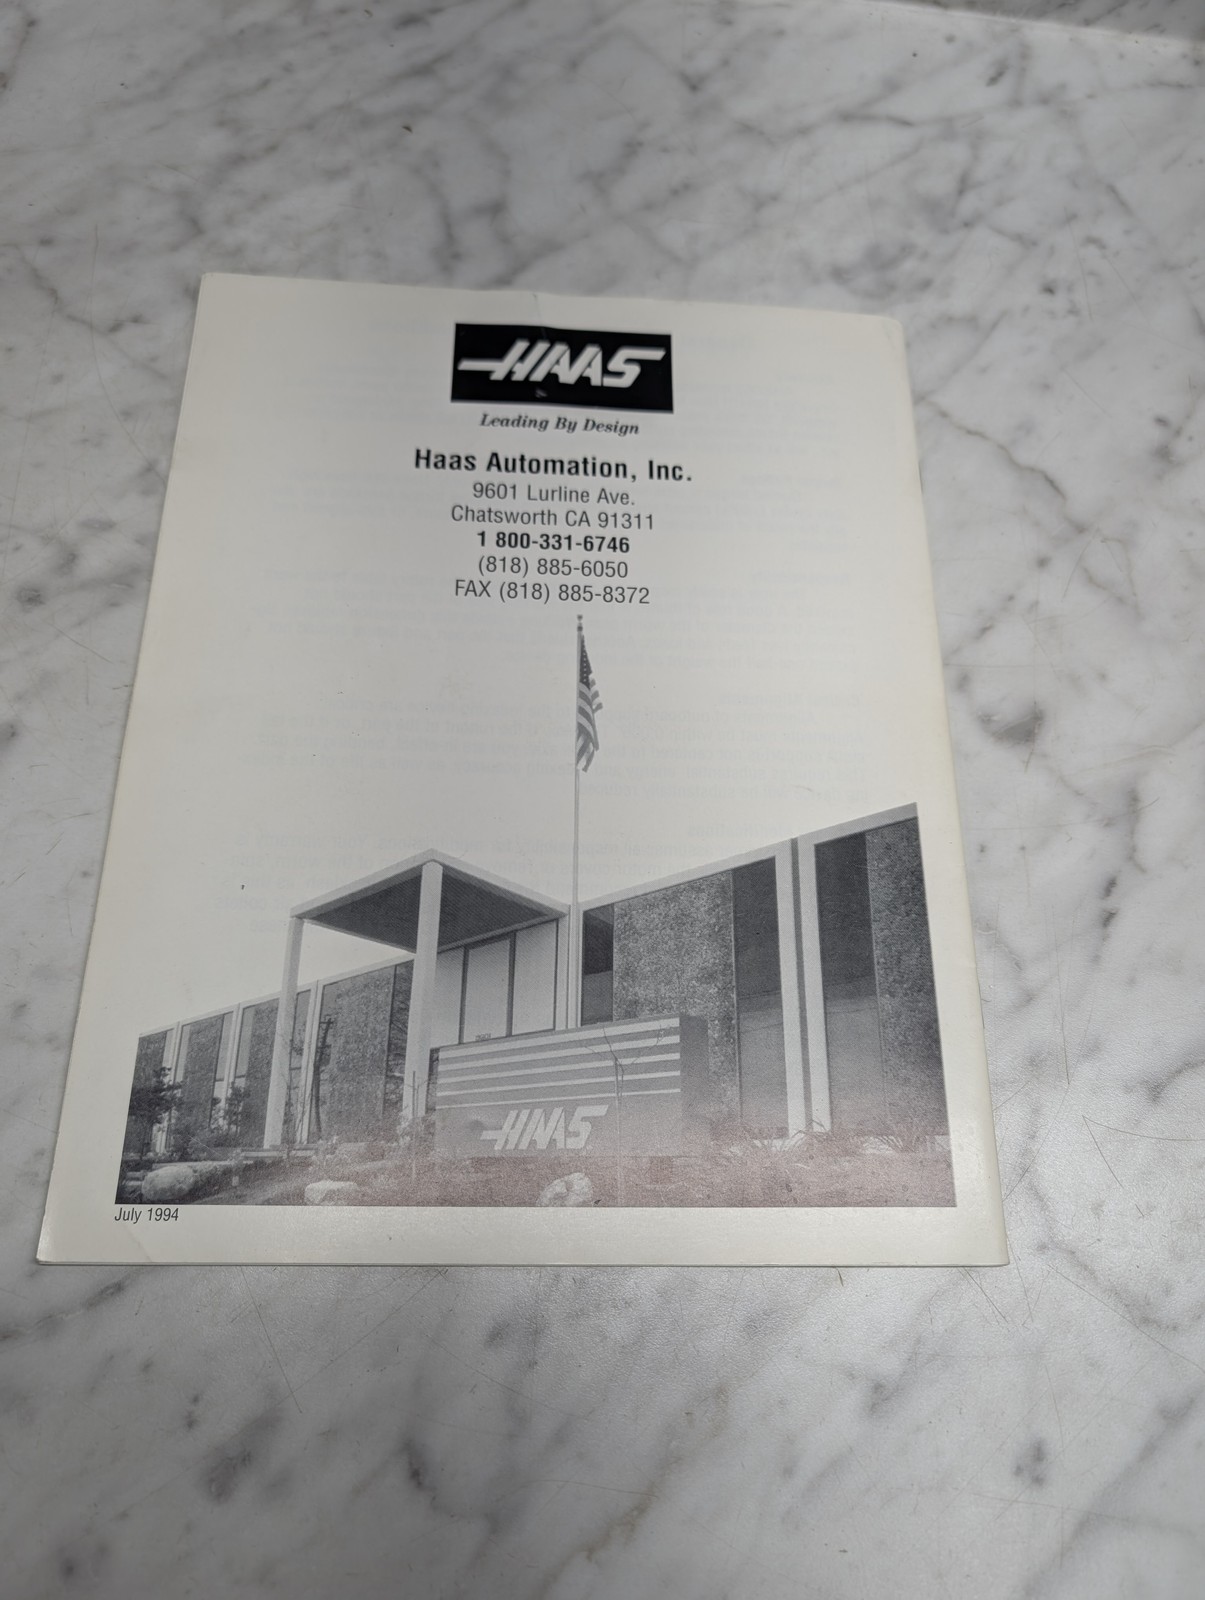 HAAS
Leading By Design
Haas Automation, Inc.
9601 Lurline Ave.
Chatsworth CA 91311
1 800-331-6746
(818) 885-6050
FAX (818) 885-8372
HAAS
July 1994